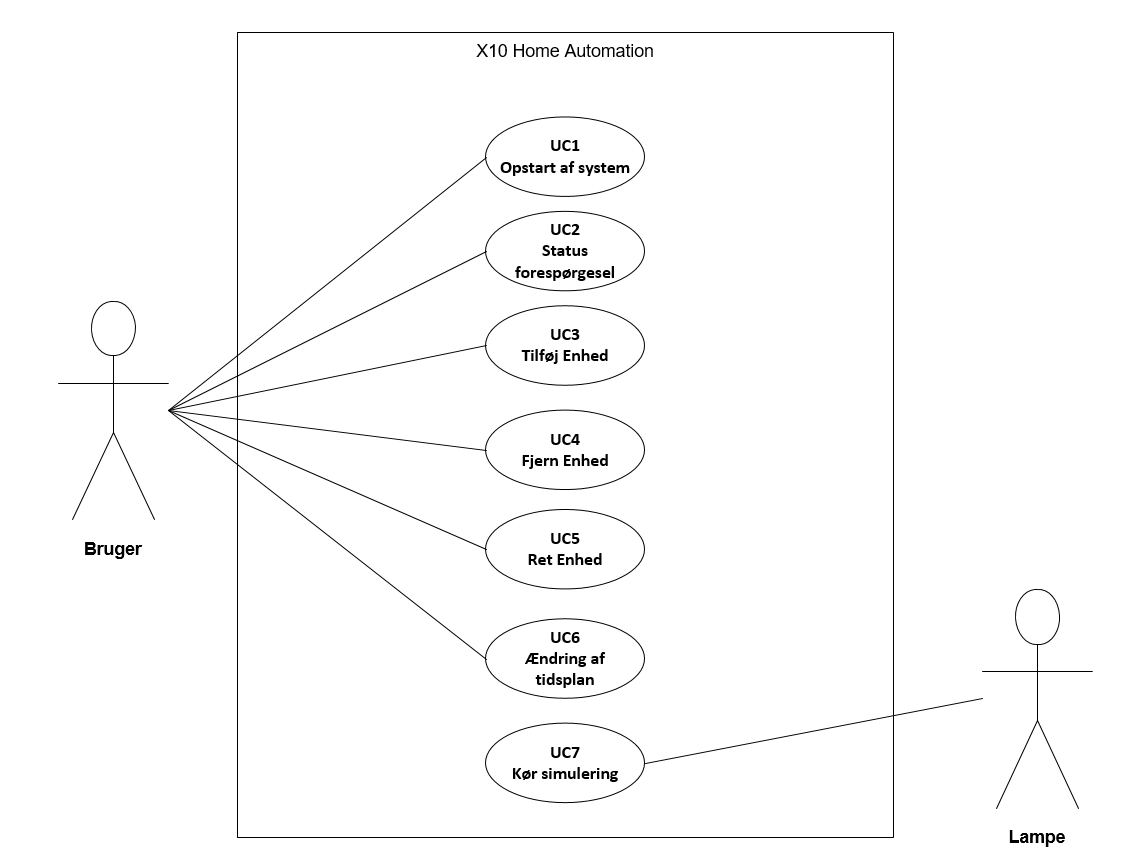 X10 Home Automation
UC1
Opstart af system
UC2
Status
forespørgesel
UC3
Tilføj Enhed
UC4
Fjern Enhed
UC5
Ret Enhed
UC6
Ændring af
tidsplan
UC7
Kør simulering
Bruger
Lampe